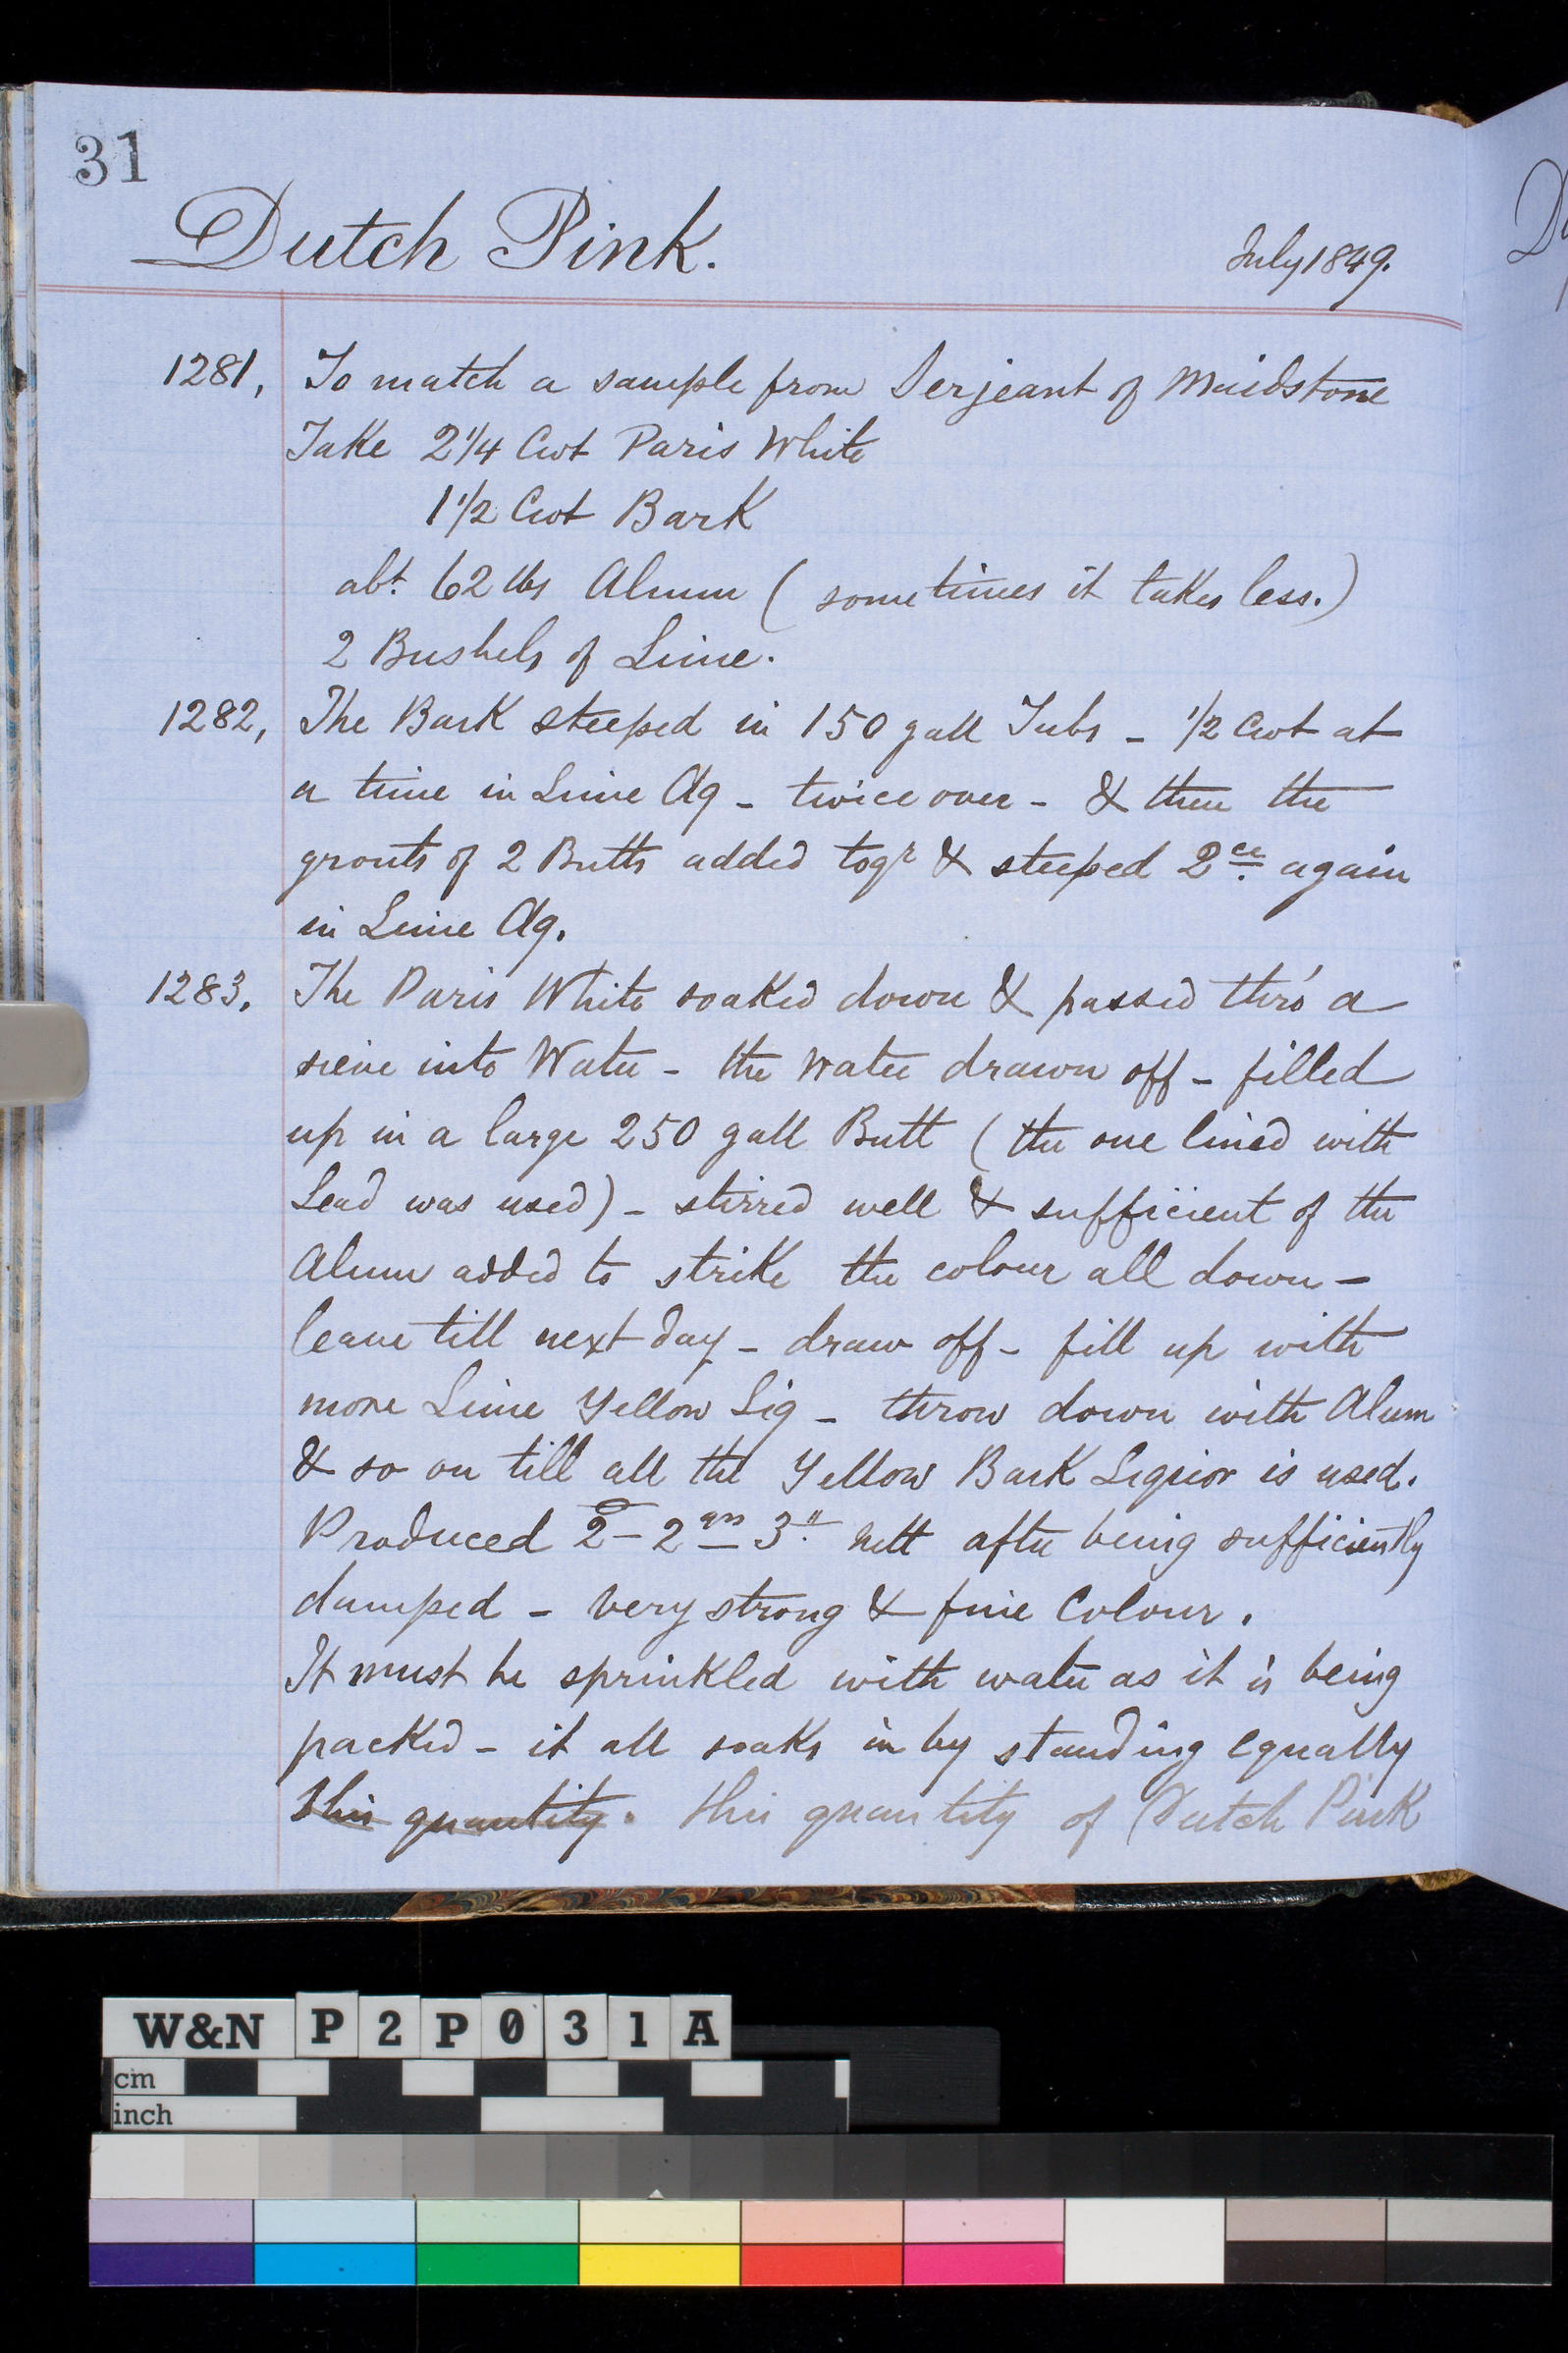 31
Dutch Pink. July 1849.
1281, To match a sample from Serjeant of Maidstone
Take 2 1/4 Cwt Paris White
1 1/2 Cwt Bark
abt. 62 lbs Alum (sometimes it takes less.)
2 Bushels of Lime.
1282, The Bark steeped in 150 gall Tubs - 1/2 Cwt at
a time in Lime Aq - twice over - & then the
grouts of 2 Butts added togr & steeped 2ce again
in Lime Aq.
1283. The Paris White soaked down & passed thro' a
sieve into Water - the water drawn off - filled
up in a large 250 gall Butt (the one lined with
Lead was used) - stirred well & sufficient of the
Alum added to strike the colour all down -
leave till next day - draw off - fill up with
more Lime Yellow Liq - throw down with Alum
& so on till all the Yellow Bark Liquor is used.
Produced 2 - 2 qrs 3 nett after being sufficiently
damped - very strong & fine Colour.
It must be sprinkled with water as it is being
packed - it all soaks in by standing equally
This quantity. this quantity of Dutch Pink
W&N P2P031A
cm
inch